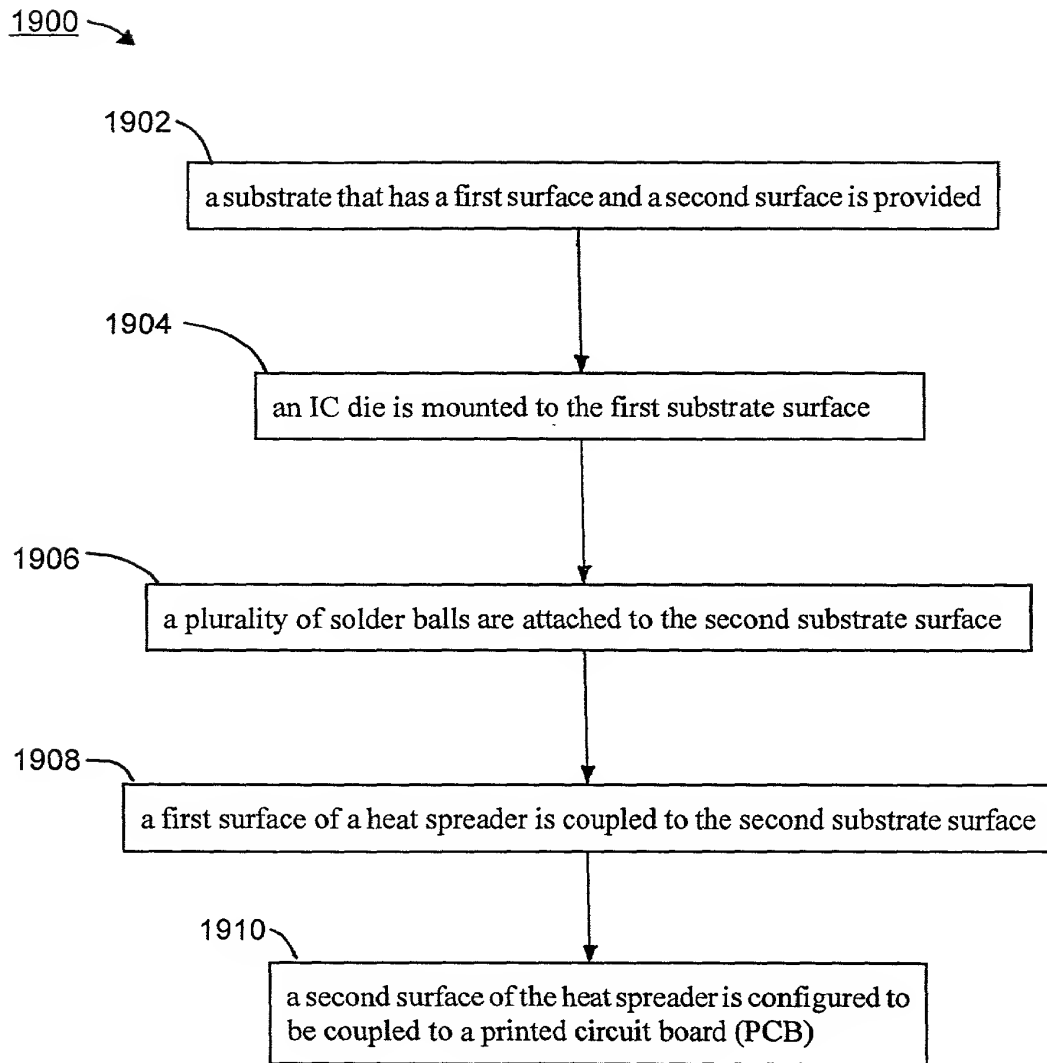 1900
1902
a substrate that has a first surface and a second surface is provided
1904
an IC die is mounted to the first substrate surface
1906
a plurality of solder balls are attached to the second substrate surface
1908
a first surface of a heat spreader is coupled to the second substrate surface
1910
a second surface of the heat spreader is configured to
be coupled to a printed circuit board (PCB)